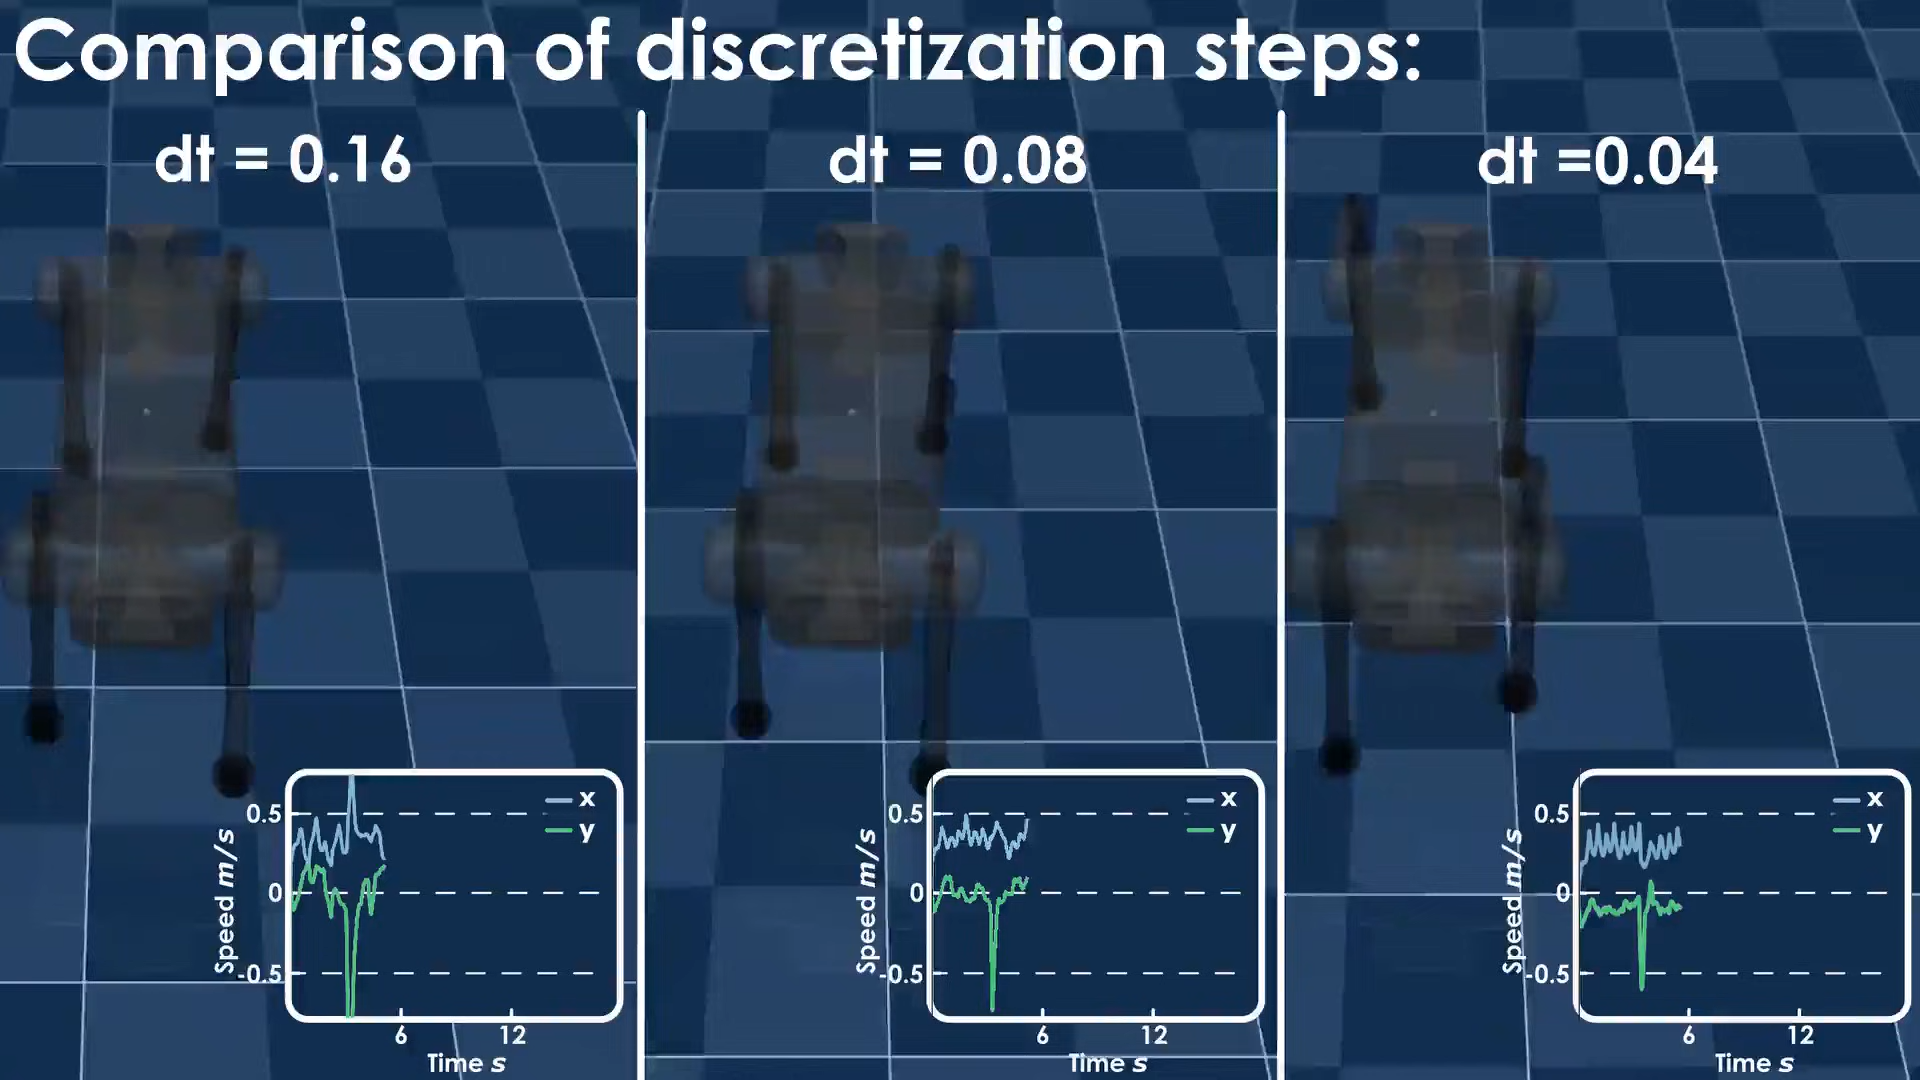 Comparison of discretization steps:
dt = 0.16
dt = 0.08
dt =0.04
x
y
0.5
0
-0.5
Speed m/s
6
12
Time s
x
y
0.5
0
-0.5
Speed m/s
6
12
Time s
x
y
0.5
0
-0.5
Speed m/s
6
12
Time s